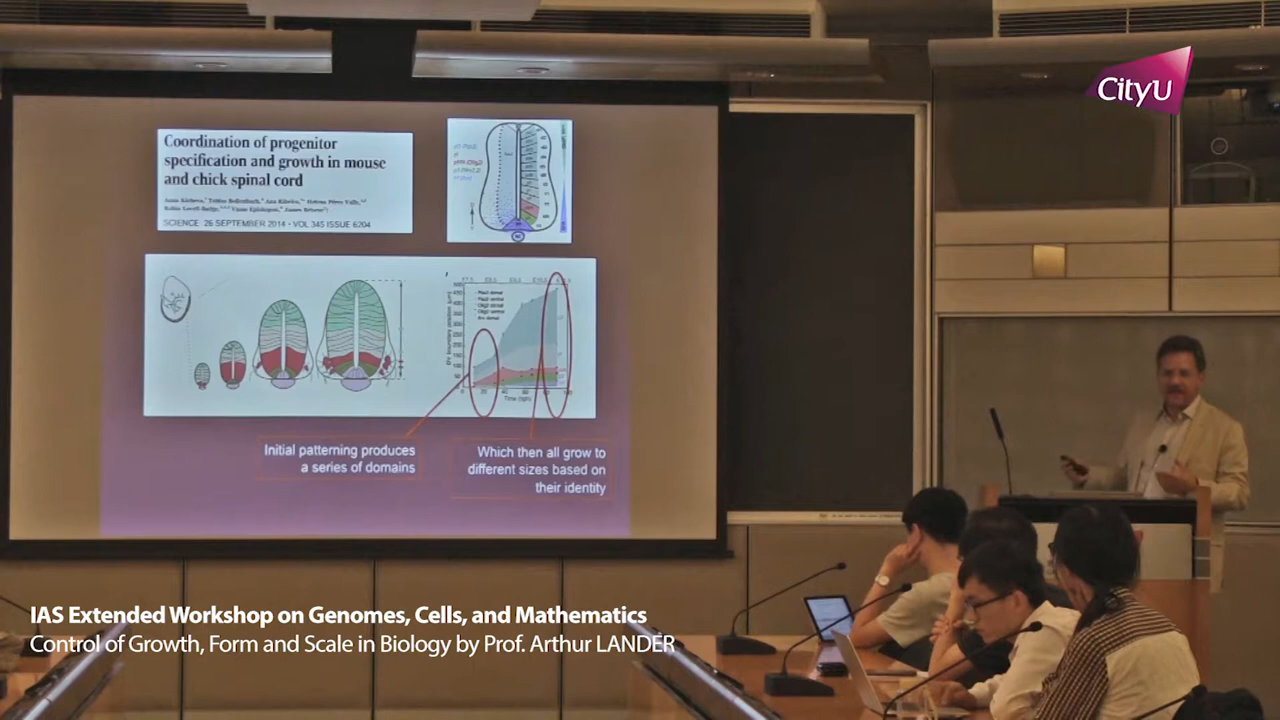 CityU
Coordination of progenitor
specification and growth in mouse
and chick spinal cord
SCIENCE 26 SEPTEMBER 2014 • VOL 345 ISSUE 6204
Time (hph)
Initial patterning produces
a series of domains
Which then all grow to
different sizes based on
their identity
IAS Extended Workshop on Genomes, Cells, and Mathematics
Control of Growth, Form and Scale in Biology by Prof. Arthur LANDER